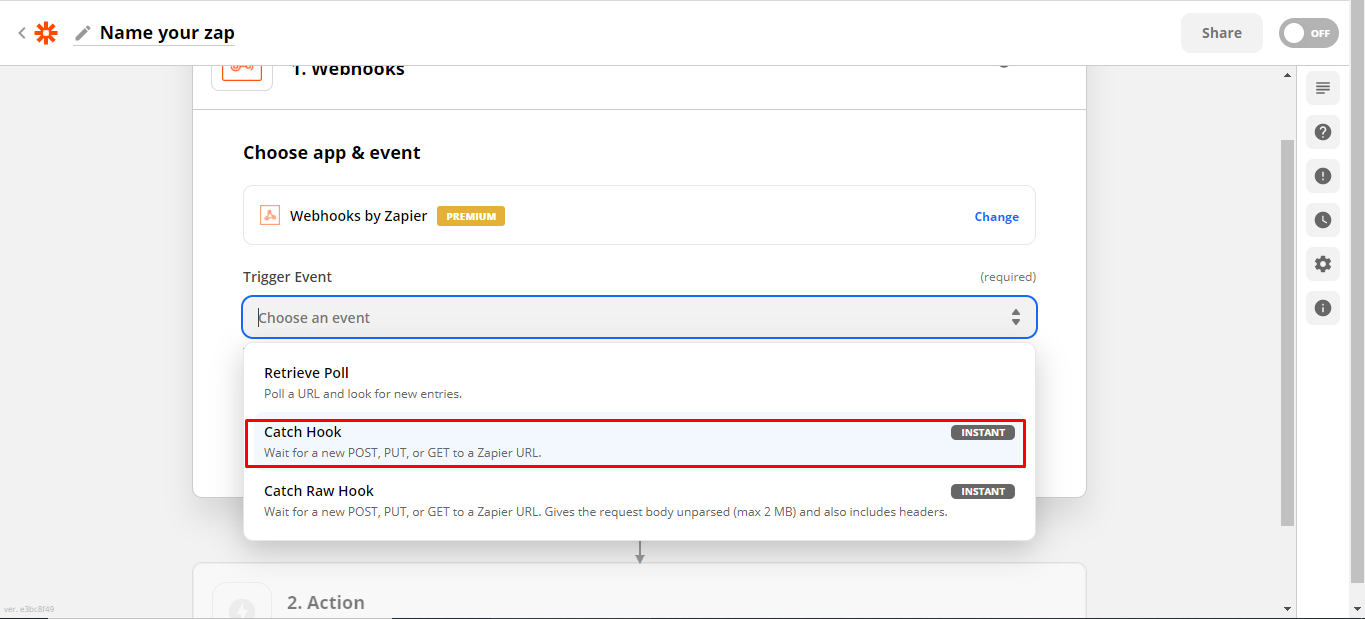 Name your zap
Share
OFF
1. Webhooks
Choose app & event
Webhooks by Zapier PREMIUM
Change
Trigger Event
(required)
Choose an event
Retrieve Poll
Poll a URL and look for new entries.
Catch Hook
INSTANT
Wait for a new POST, PUT, or GET to a Zapier URL.
Catch Raw Hook
INSTANT
Wait for a new POST, PUT, or GET to a Zapier URL. Gives the request body unparsed (max 2 MB) and also includes headers.
2. Action
ver. e3bc8f49